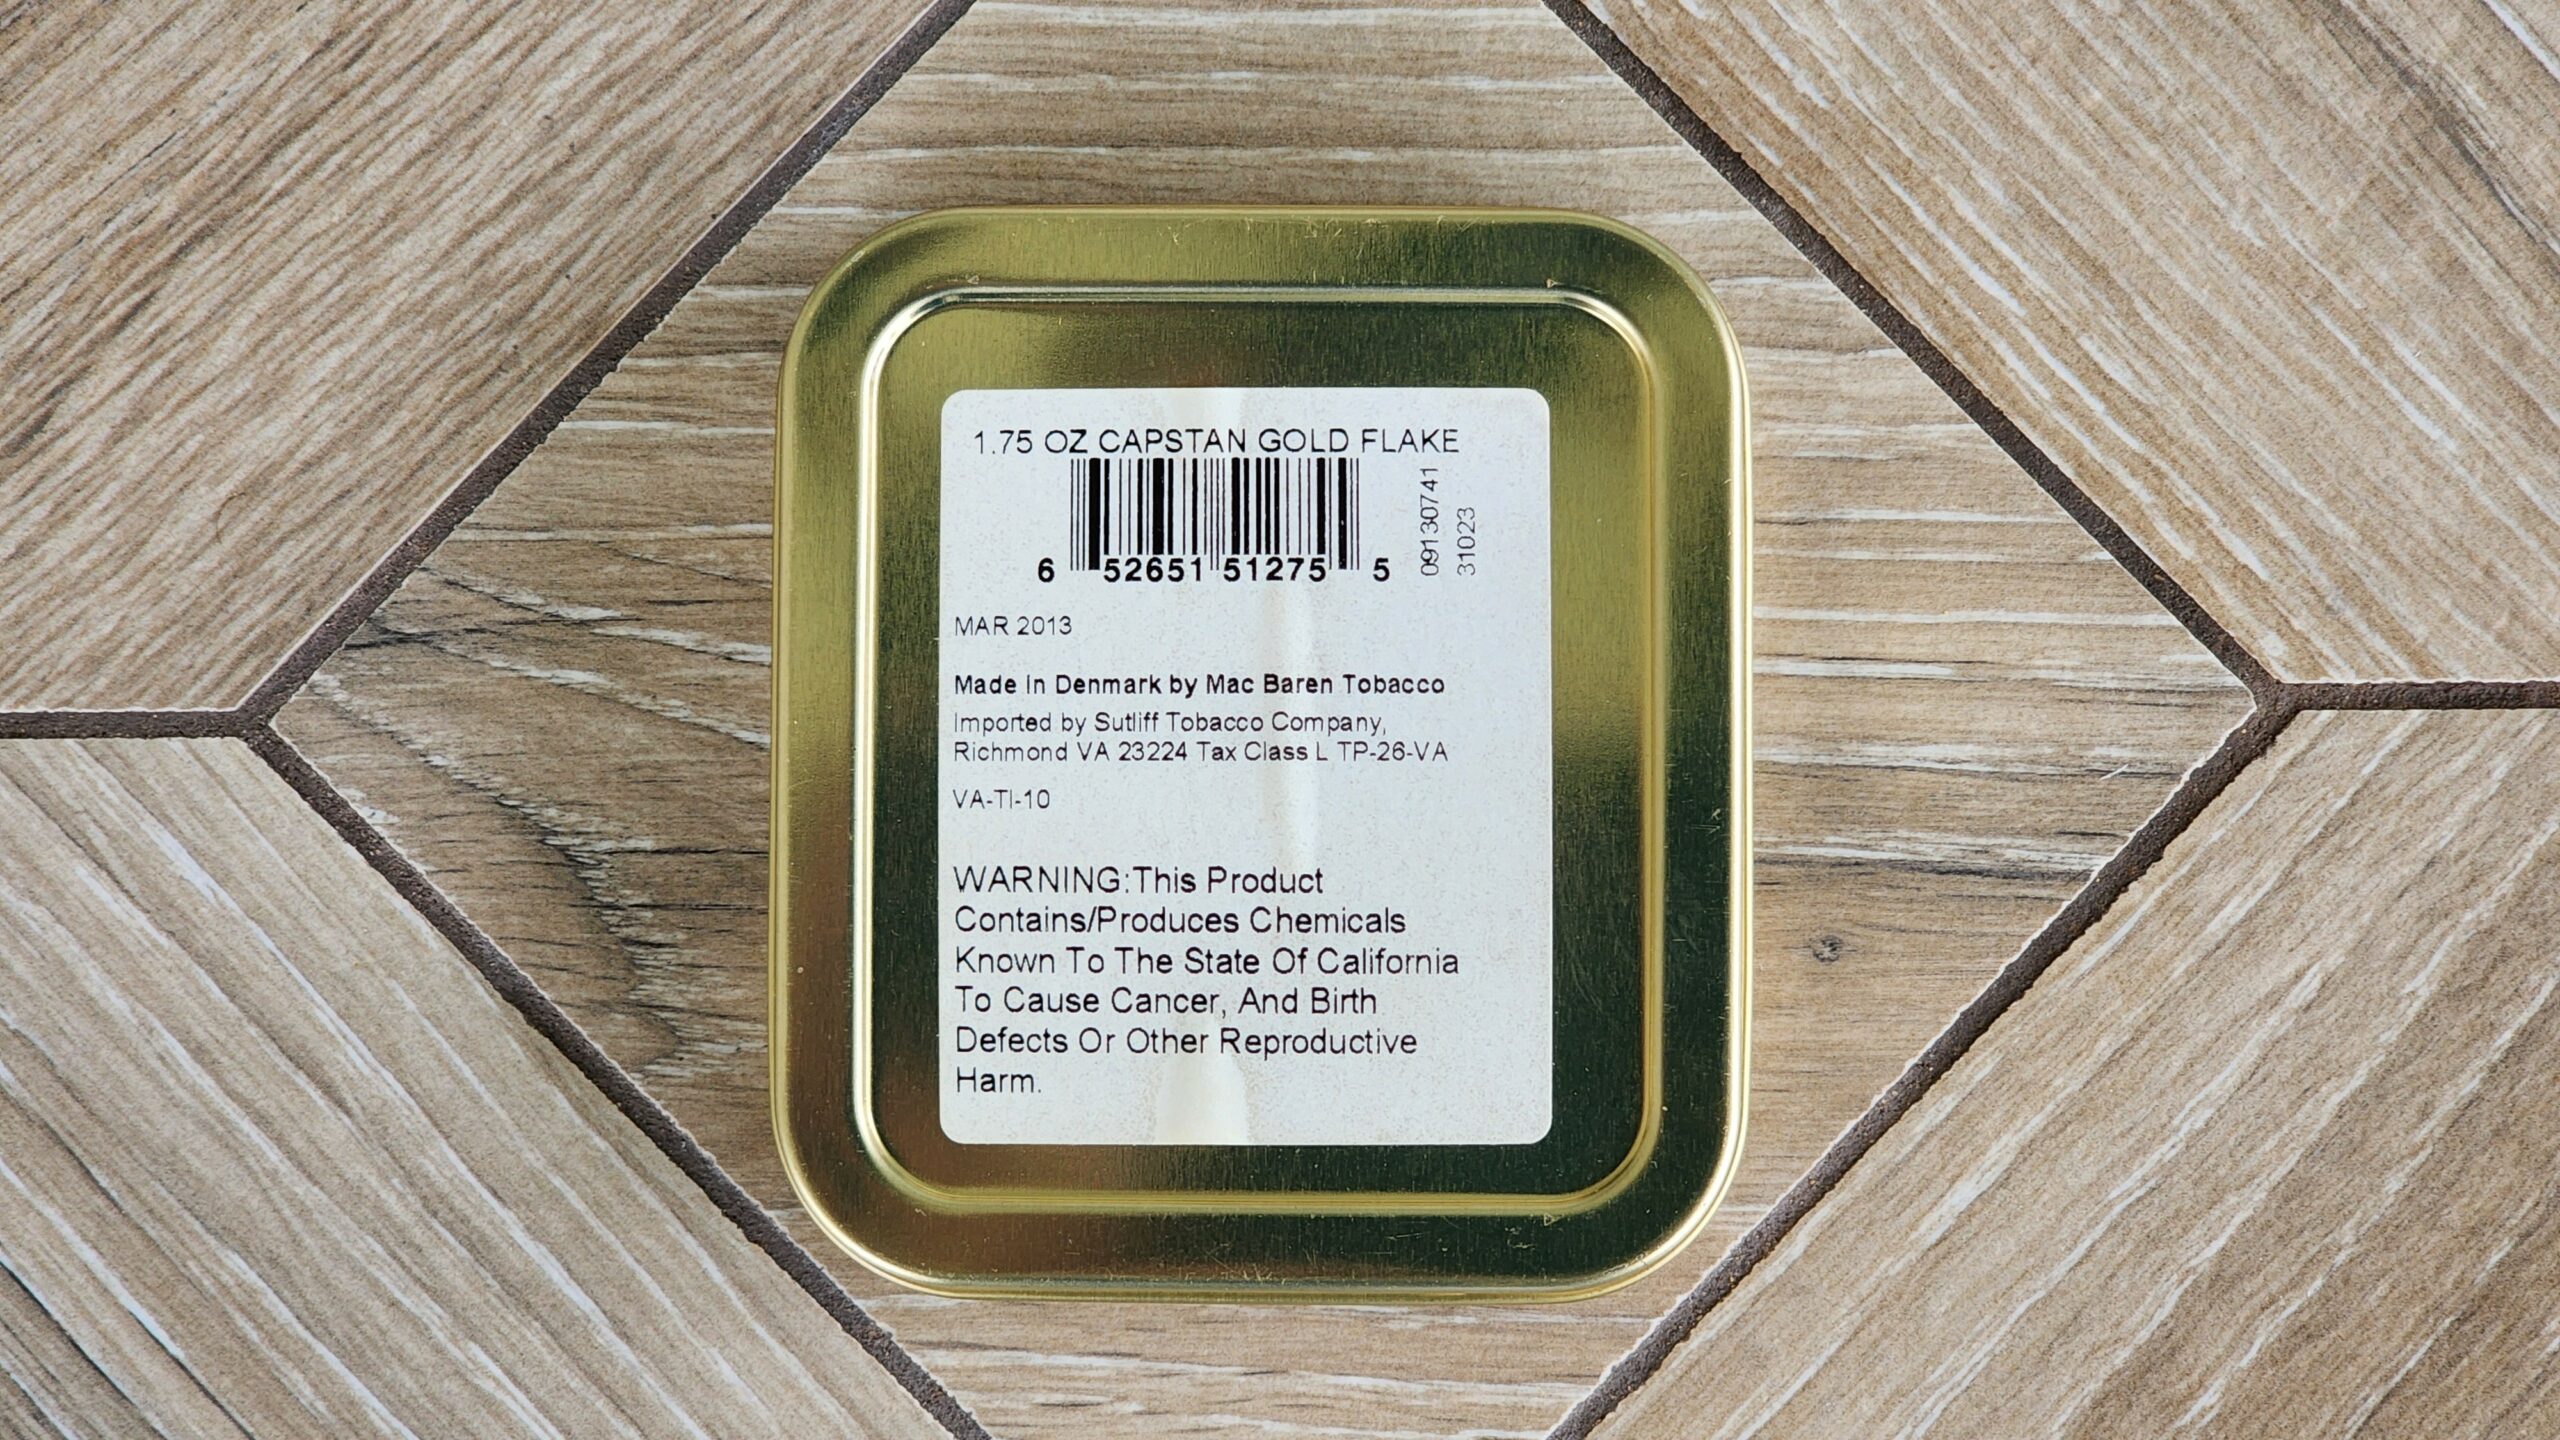 1.75 OZ CAPSTAN GOLD FLAKE
6 52651 51275 5
091307411
31023
MAR 2013
Made In Denmark by Mac Baren Tobacco
Imported by Sutliff Tobacco Company,
Richmond VA 23224 Tax Class L TP-26-VA
VA-TI-10
WARNING:This Product
Contains/Produces Chemicals
Known To The State Of California
To Cause Cancer, And Birth
Defects Or Other Reproductive
Harm.